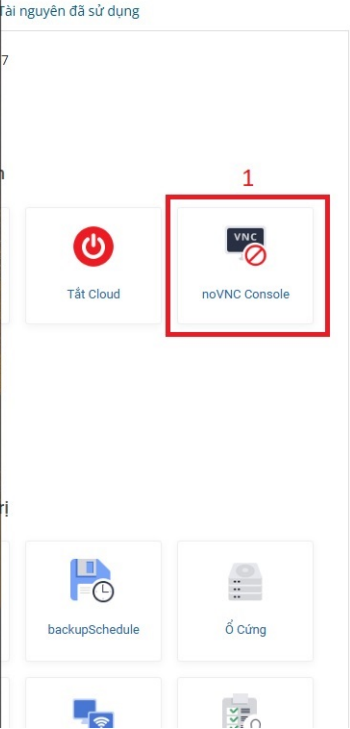 Tài nguyên đã sử dụng
7
1
VNC
Tắt Cloud
noVNC Console
rị
backupSchedule
Ổ Cứng